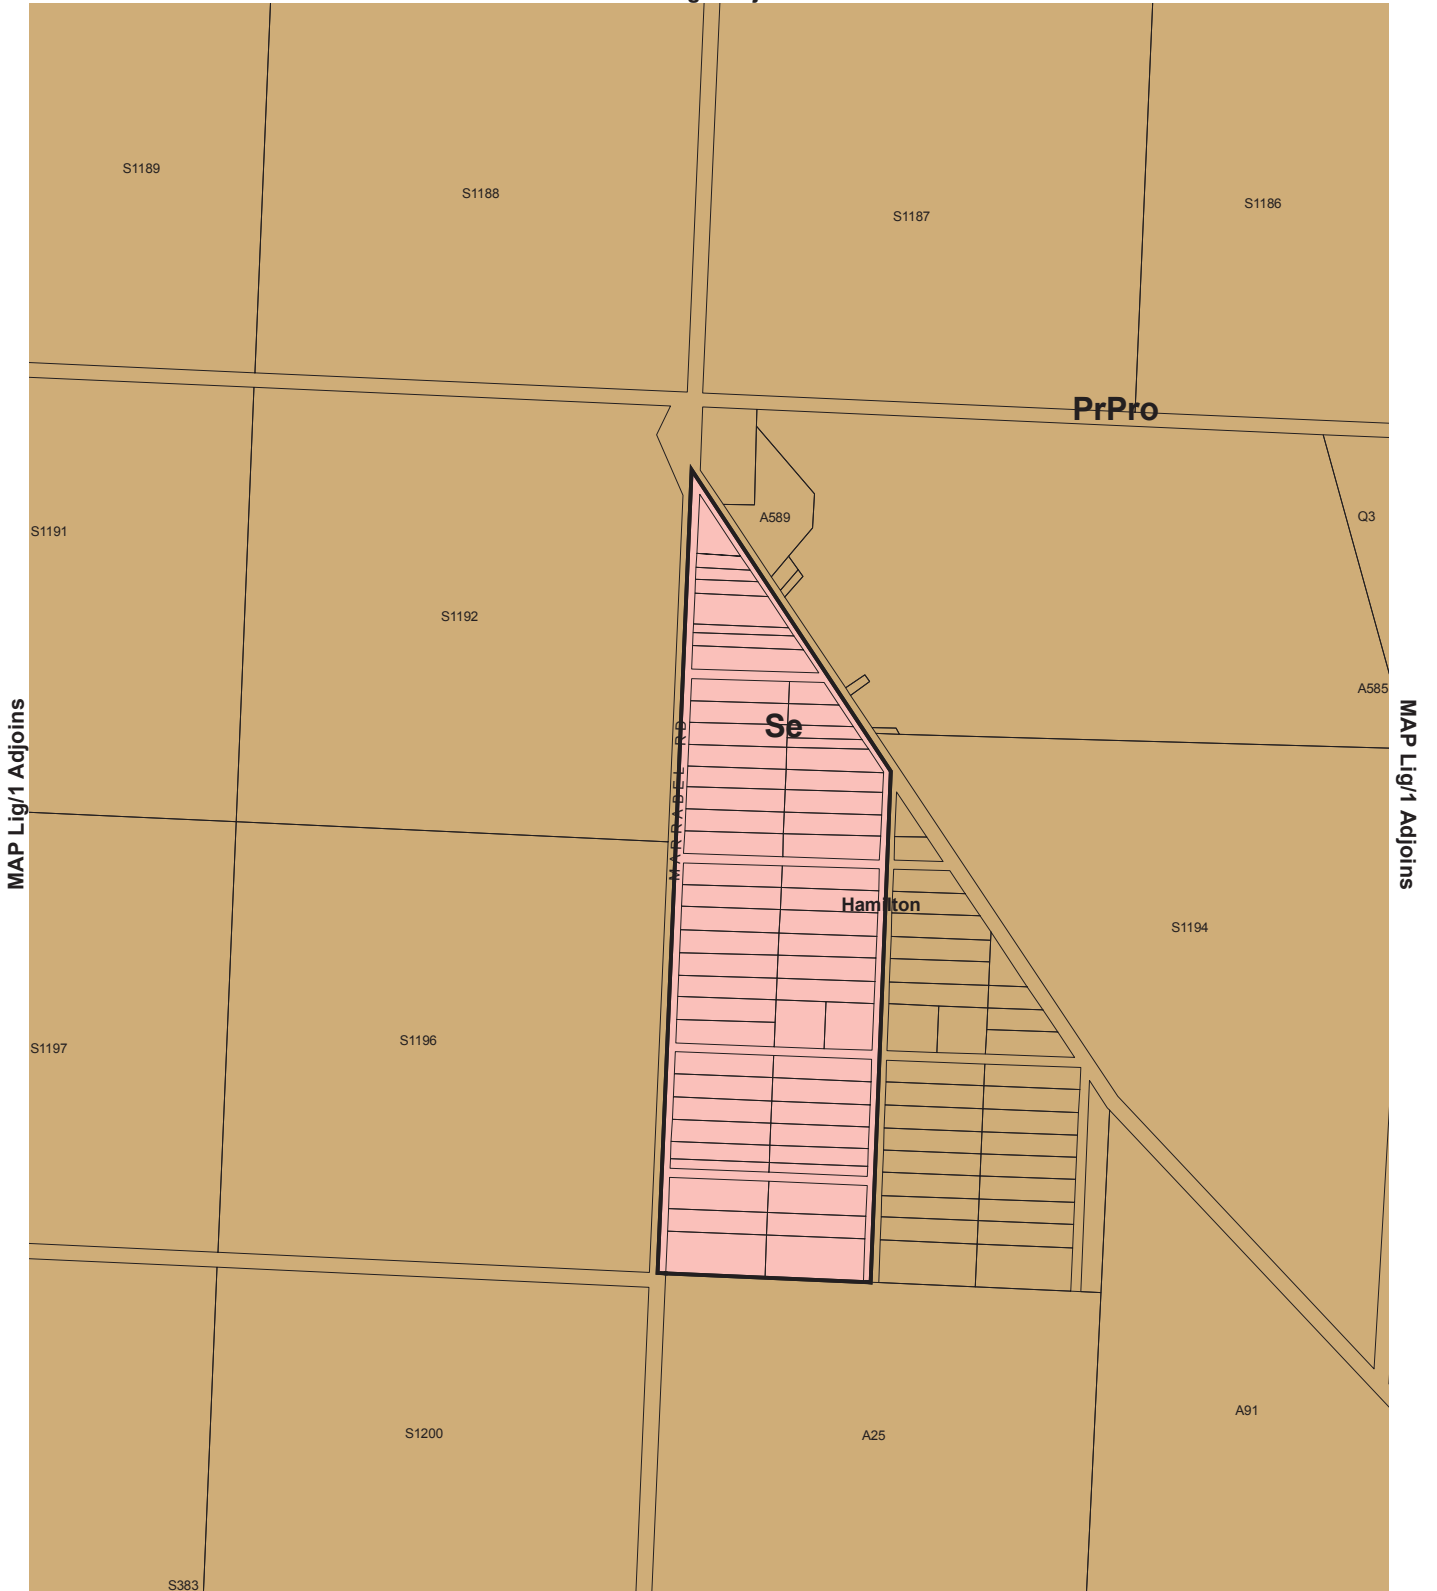 S1189
S1188
S1187
S1186
PrPro
S1191
A589
Q3
S1192
A585
MAP Lig/1 Adjoins
Se
MARRABEL RD
MAP Lig/1 Adjoins
Hamilton
S1194
S1197
S1196
S1200
A25
A91
S383